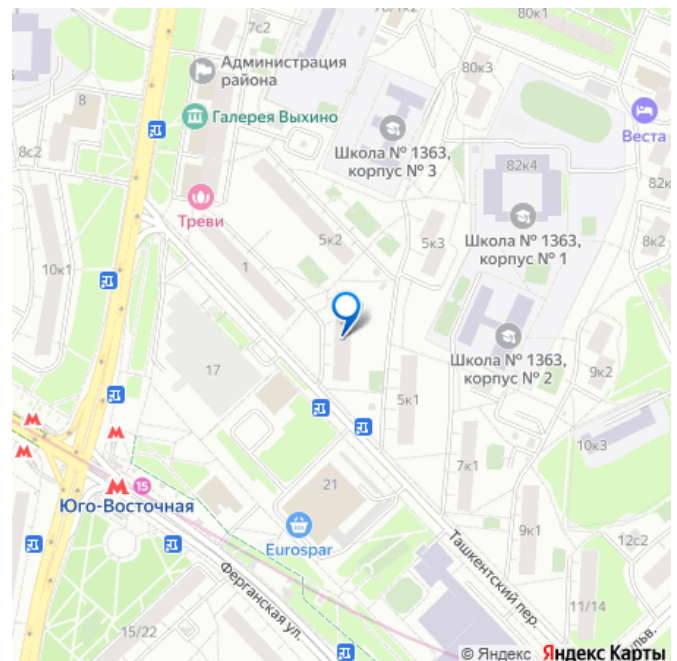 7с2
80/42к1
80к1
Администрация
района
80к3
8
Галерея Выхино
Веста
8с2
Школа № 1363,
корпус № 3
82к4
82к
Треви
5к2
5к3
Школа № 1363,
корпус № 1
8к2
10к1
1
17
Школа № 1363,
корпус № 2
9к2
5к1
10к3
15
Юго-Восточная
21
7к1
Eurospar
9к1
12с2
Ташкентский пер.
Ферганская ул.
11/14
15/22
льв.
© Яндекс Яндекс Карты